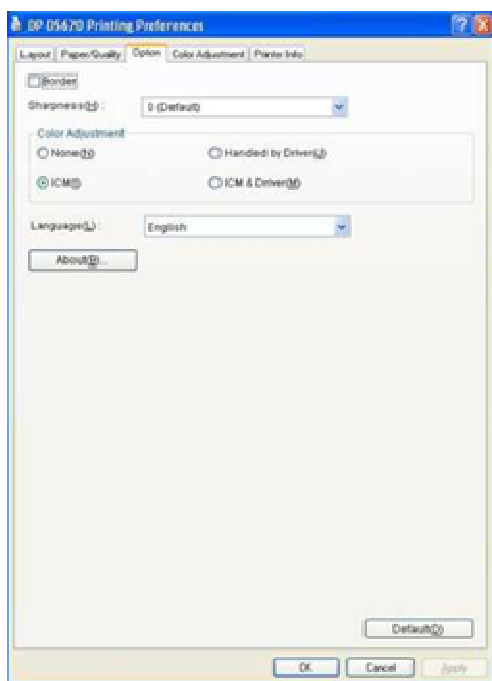 DP-DS620 Printing Preferences
Layout Paper/Quality Option Color Adjustment Printer Info
Border
Sharpness(H) : 0 (Default)
Color Adjustment
None(N) Handled by Driver(J)
ICM(I) ICM & Driver(M)
Language(L) : English
About(B)...
Default(D)
OK Cancel Apply